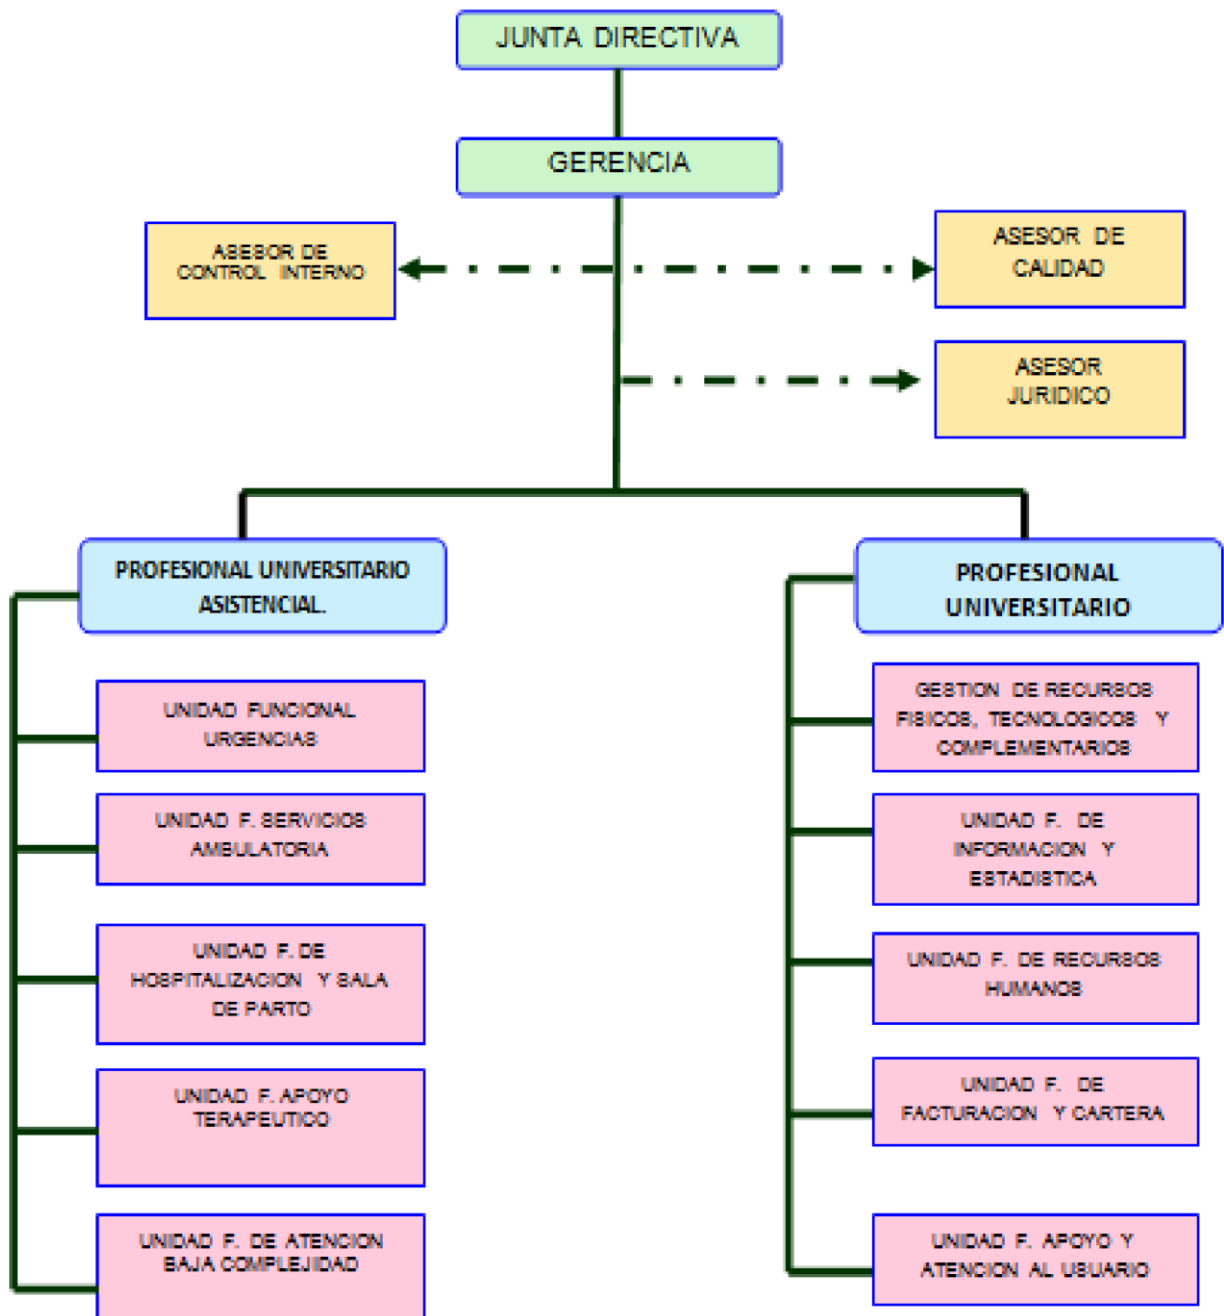 JUNTA DIRECTIVA
GERENCIA
ASESOR DE
CONTROL INTERNO
ASESOR DE
CALIDAD
ASESOR
JURIDICO
PROFESIONAL UNIVERSITARIO
ASISTENCIAL.
UNIDAD FUNCIONAL
URGENCIAS
UNIDAD F. SERVICIOS
AMBULATORIA
UNIDAD F. DE
HOSPITALIZACION Y SALA
DE PARTO
UNIDAD F. APOYO
TERAPEUTICO
UNIDAD F. DE ATENCION
BAJA COMPLEJIDAD
PROFESIONAL
UNIVERSITARIO
GESTION DE RECURSOS
FISICOS, TECNOLOGICOS Y
COMPLEMENTARIOS
UNIDAD F. DE
INFORMACION Y
ESTADISTICA
UNIDAD F. DE RECURSOS
HUMANOS
UNIDAD F. DE
FACTURACION Y CARTERA
UNIDAD F. APOYO Y
ATENCION AL USUARIO